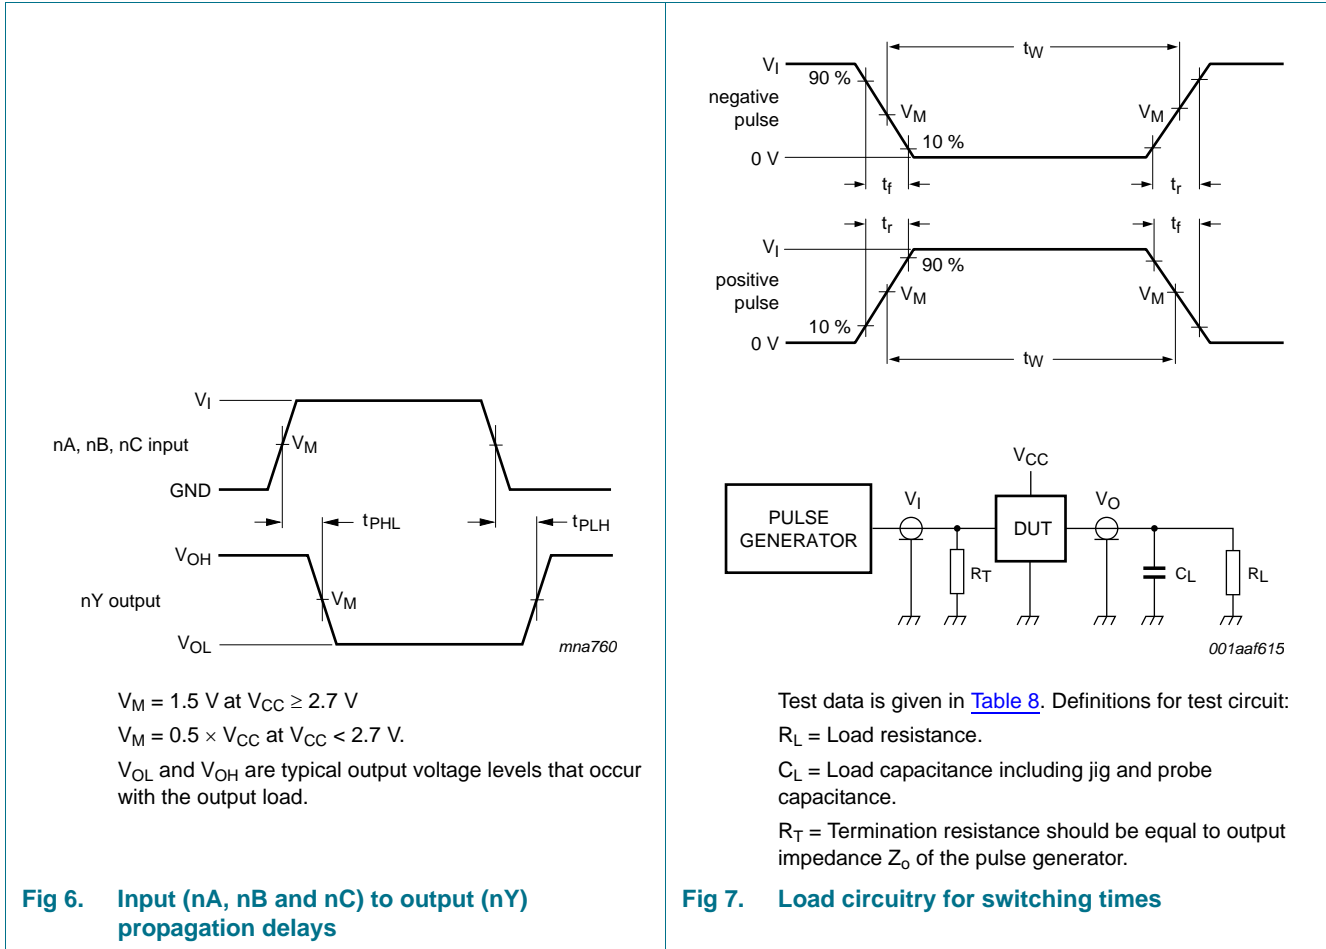 V_I
nA, nB, nC input
V_M
GND
t_PHL
t_PLH
V_OH
nY output
V_M
V_OL
mna760
V_M = 1.5 V at V_CC ≥ 2.7 V
V_M = 0.5 × V_CC at V_CC < 2.7 V.
V_OL and V_OH are typical output voltage levels that occur
with the output load.
Fig 6. Input (nA, nB and nC) to output (nY)
propagation delays
t_W
V_I
90 %
negative
pulse
V_M
V_M
10 %
0 V
t_f
t_r
t_r
t_f
V_I
90 %
positive
pulse
V_M
V_M
10 %
0 V
t_W
V_CC
V_I
V_O
PULSE
GENERATOR
DUT
R_T
C_L
R_L
001aaf615
Test data is given in Table 8. Definitions for test circuit:
R_L = Load resistance.
C_L = Load capacitance including jig and probe
capacitance.
R_T = Termination resistance should be equal to output
impedance Z_o of the pulse generator.
Fig 7. Load circuitry for switching times